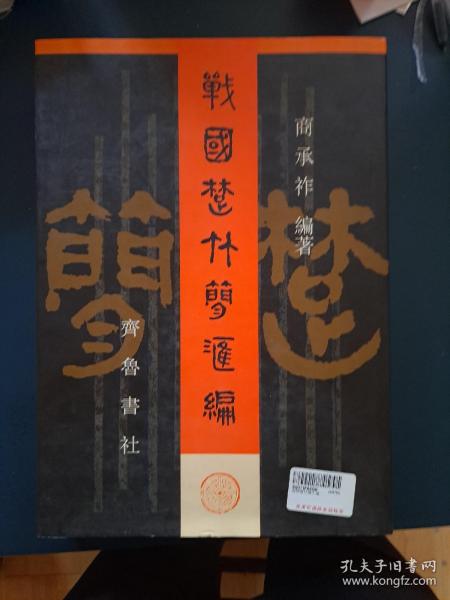 戰國楚竹簡滙編
商承祚 編著
楚
簡
齊魯書社
孔夫子旧书网
www.kongfz.com